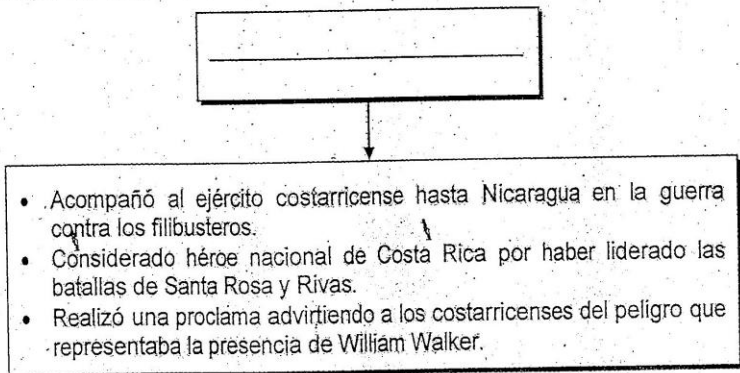 • Acompañó al ejército costarricense hasta Nicaragua en la guerra
contra los filibusteros.
• Considerado héroe nacional de Costa Rica por haber liderado las
batallas de Santa Rosa y Rivas.
• Realizó una proclama advirtiendo a los costarricenses del peligro que
representaba la presencia de William Walker.